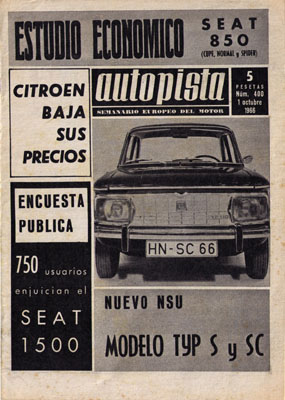 ESTUDIO ECONOMICO
SEAT
850
(CUPE, NORMAL y SPIDER)
CITROEN
BAJA
SUS
PRECIOS
autopista
SEMANARIO EUROPEO DEL MOTOR
5
PESETAS
Núm. 400
1 octubre
1966
ENCUESTA
PUBLICA
750 usuarios
enjuician el
SEAT
1500
HN-SC 66
NUEVO NSU
MODELO TYP S y SC